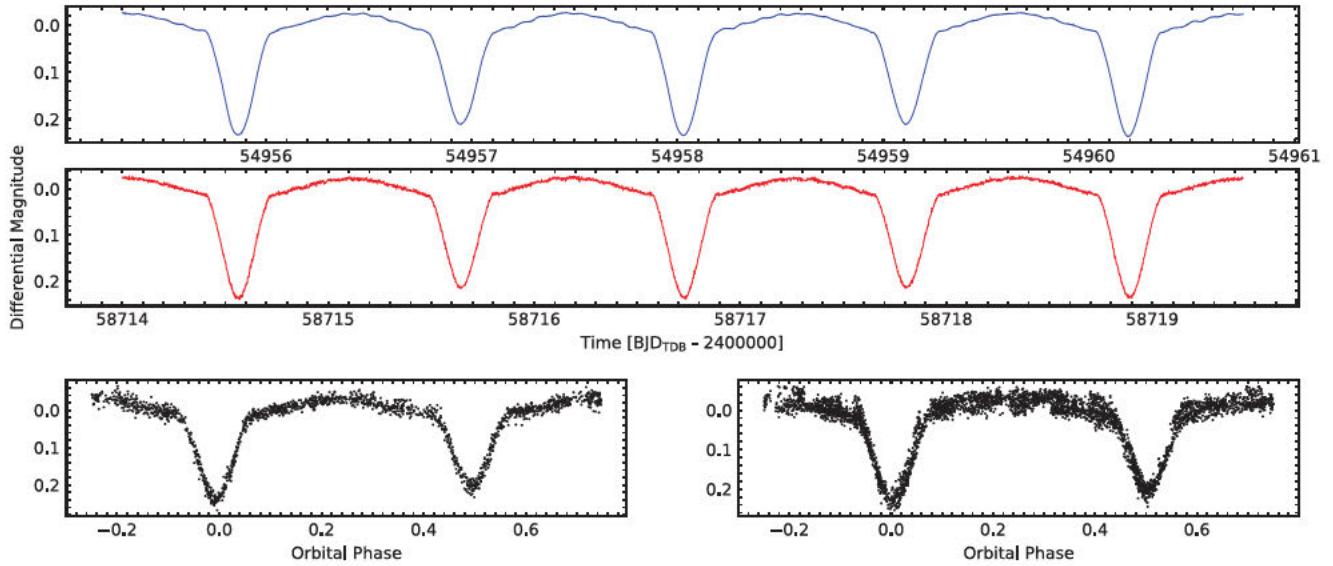 0.0
0.1
0.2
54956 54957 54958 54959 54960 54961
Differential Magnitude
0.0
0.1
0.2
58714 58715 58716 58717 58718 58719
Time [BJD_TDB - 2400000]
0.0
0.1
0.2
−0.2 0.0 0.2 0.4 0.6
Orbital Phase
0.0
0.1
0.2
−0.2 0.0 0.2 0.4 0.6
Orbital Phase